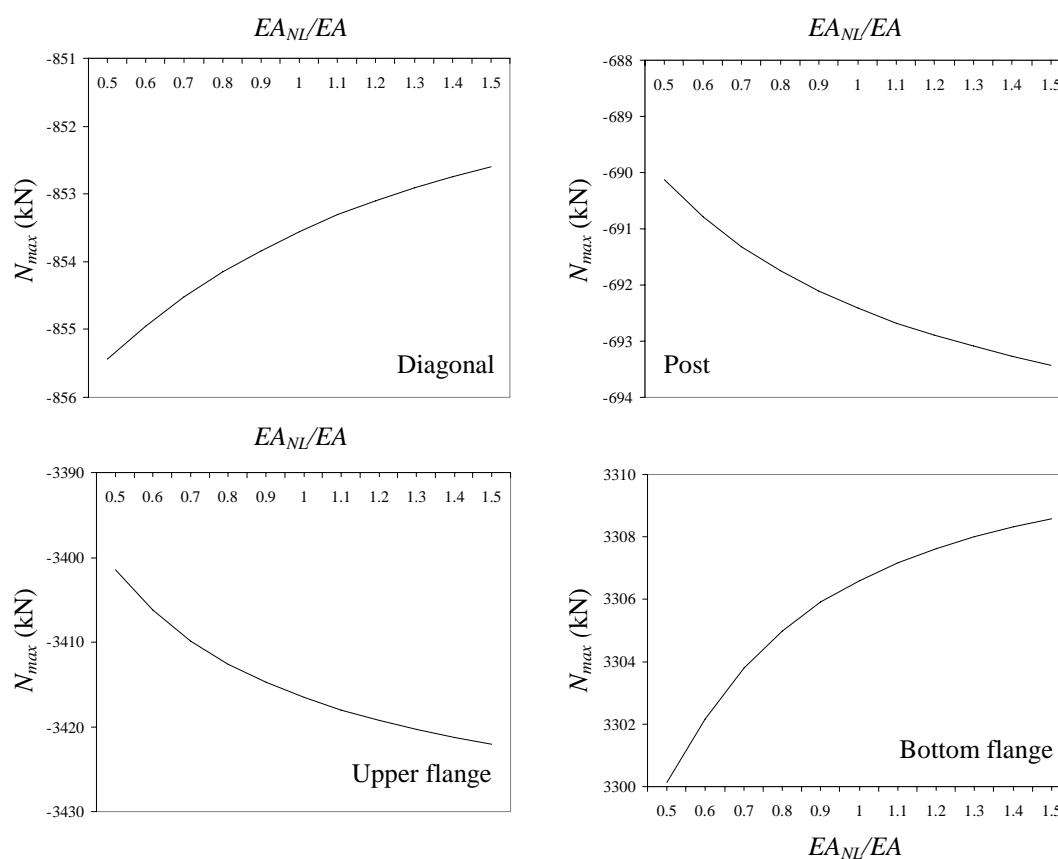 EA_NL/EA
-851
0.5 0.6 0.7 0.8 0.9 1 1.1 1.2 1.3 1.4 1.5
-852
-853
-854
-855
-856
N_max (kN)
Diagonal
EA_NL/EA
-688
0.5 0.6 0.7 0.8 0.9 1 1.1 1.2 1.3 1.4 1.5
-689
-690
-691
-692
-693
-694
N_max (kN)
Post
EA_NL/EA
-3390
0.5 0.6 0.7 0.8 0.9 1 1.1 1.2 1.3 1.4 1.5
-3400
-3410
-3420
-3430
N_max (kN)
Upper flange
3310
3308
3306
3304
3302
3300
N_max (kN)
Bottom flange
0.5 0.6 0.7 0.8 0.9 1 1.1 1.2 1.3 1.4 1.5
EA_NL/EA